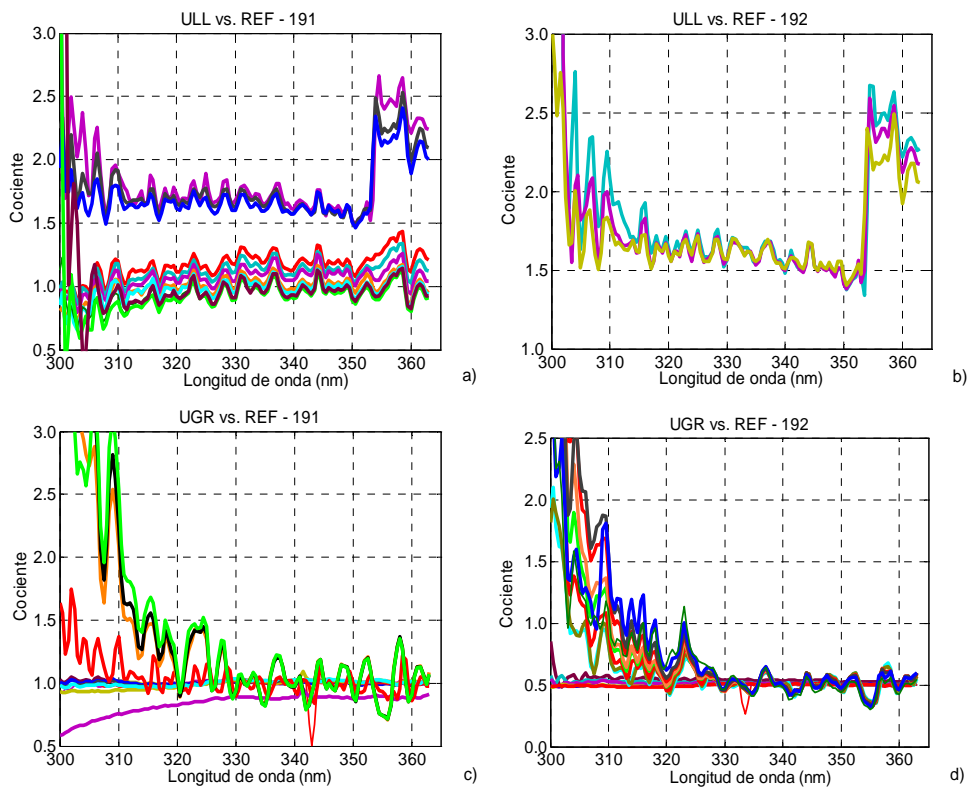 ULL vs. REF - 191
3.0
2.5
2.0
1.5
1.0
0.5
Cociente
300 310 320 330 340 350 360
Longitud de onda (nm)
a)
ULL vs. REF - 192
3.0
2.5
2.0
1.5
1.0
Cociente
300 310 320 330 340 350 360
Longitud de onda (nm)
b)
UGR vs. REF - 191
3.0
2.5
2.0
1.5
1.0
0.5
Cociente
300 310 320 330 340 350 360
Longitud de onda (nm)
c)
UGR vs. REF - 192
2.5
2.0
1.5
1.0
0.5
0.0
Cociente
300 310 320 330 340 350 360
Longitud de onda (nm)
d)